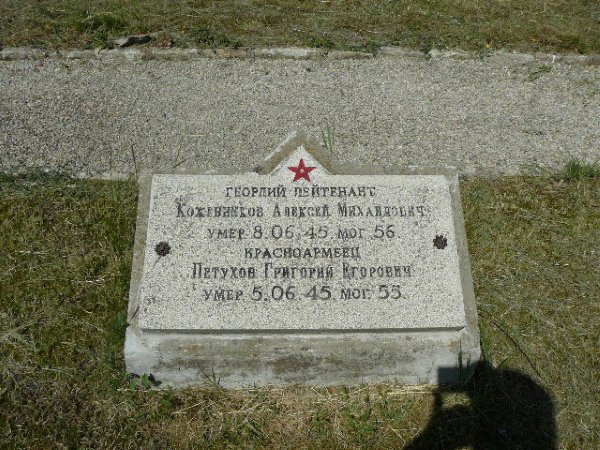 ГЕОРГИЙ ЛЕЙТЕНАНТ
КОЖЕВНИКОВ АЛЕКСЕЙ МИХАЙЛОВИЧ
УМЕР 8.06.45 МОГ.56
КРАСНОАРМЕЕЦ
ПЕТУХОВ ГРИГОРИЙ ЕГОРОВИЧ
УМЕР 5.06.45. МОГ.55.